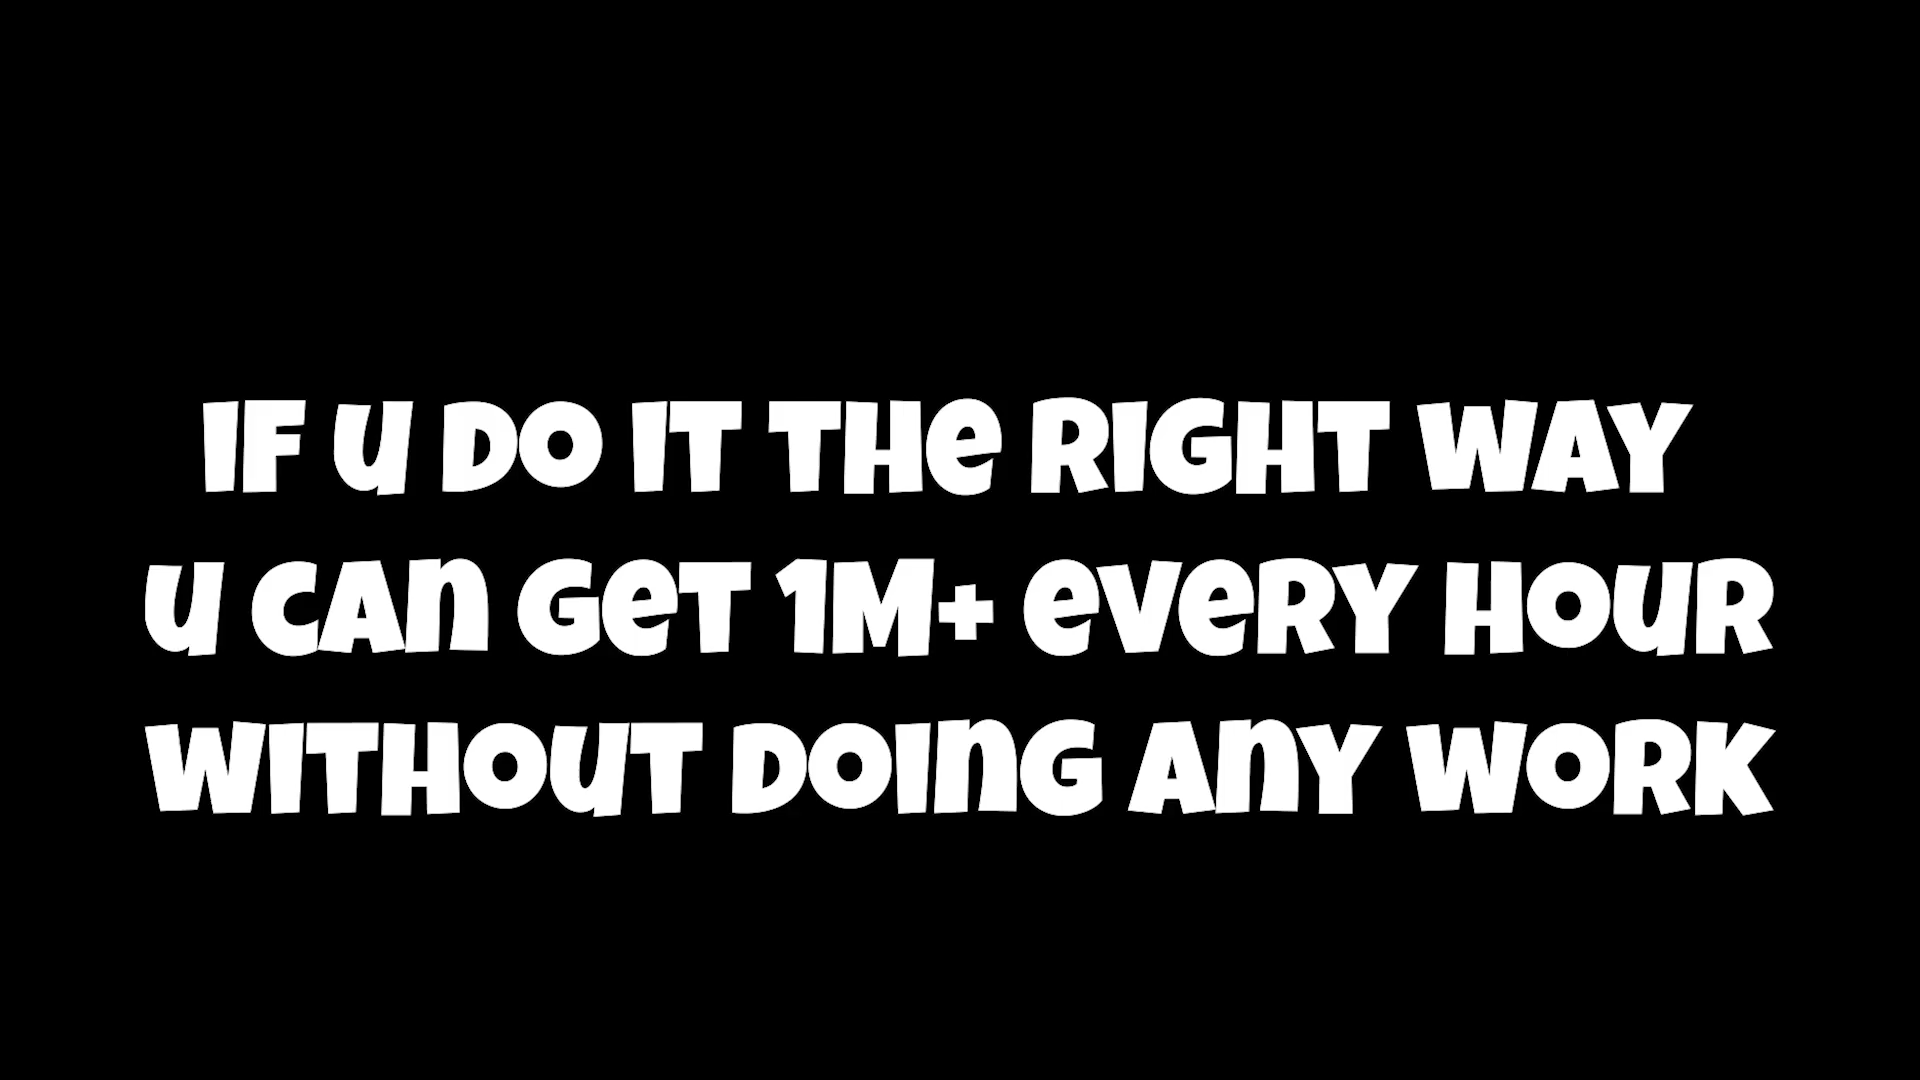 IF u DO IT THE RIGHT WAY
u CAN GET 1M+ EVERY HOUR
WITHOUT DOING ANY WORK